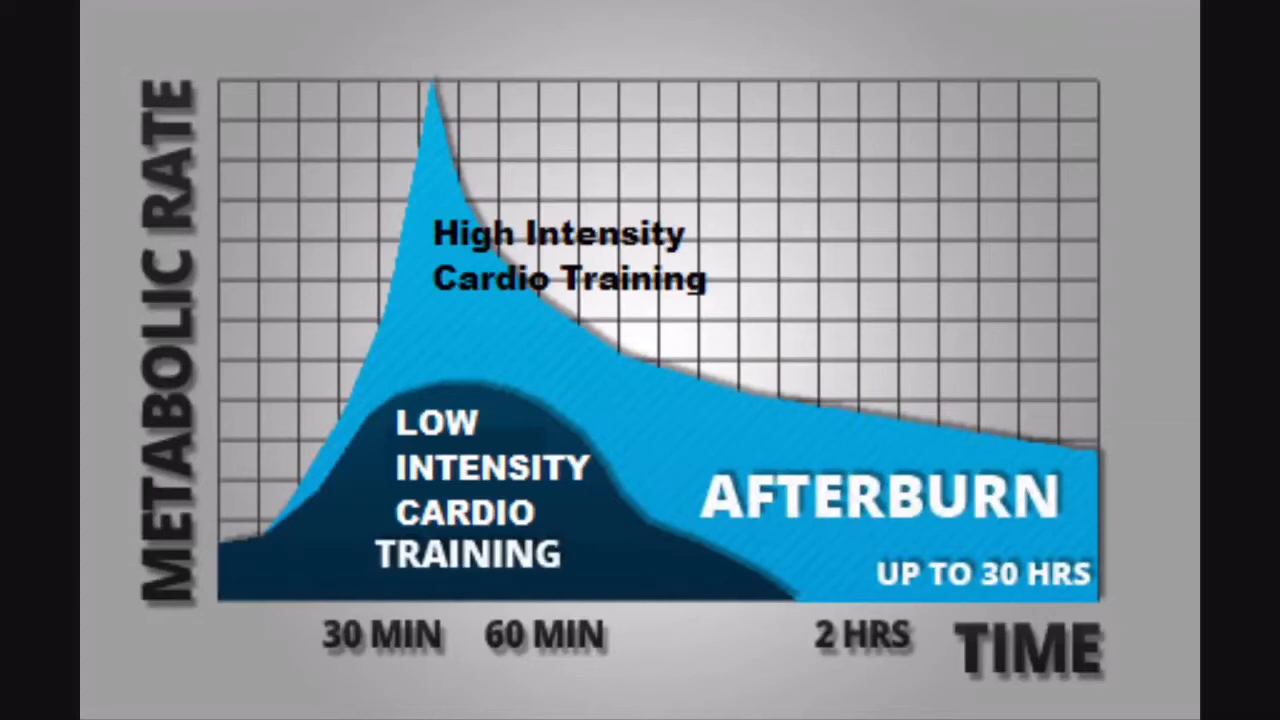 METABOLIC RATE
High Intensity
Cardio Training
LOW
INTENSITY
CARDIO
TRAINING
AFTERBURN
UP TO 30 HRS
30 MIN 60 MIN 2 HRS
TIME